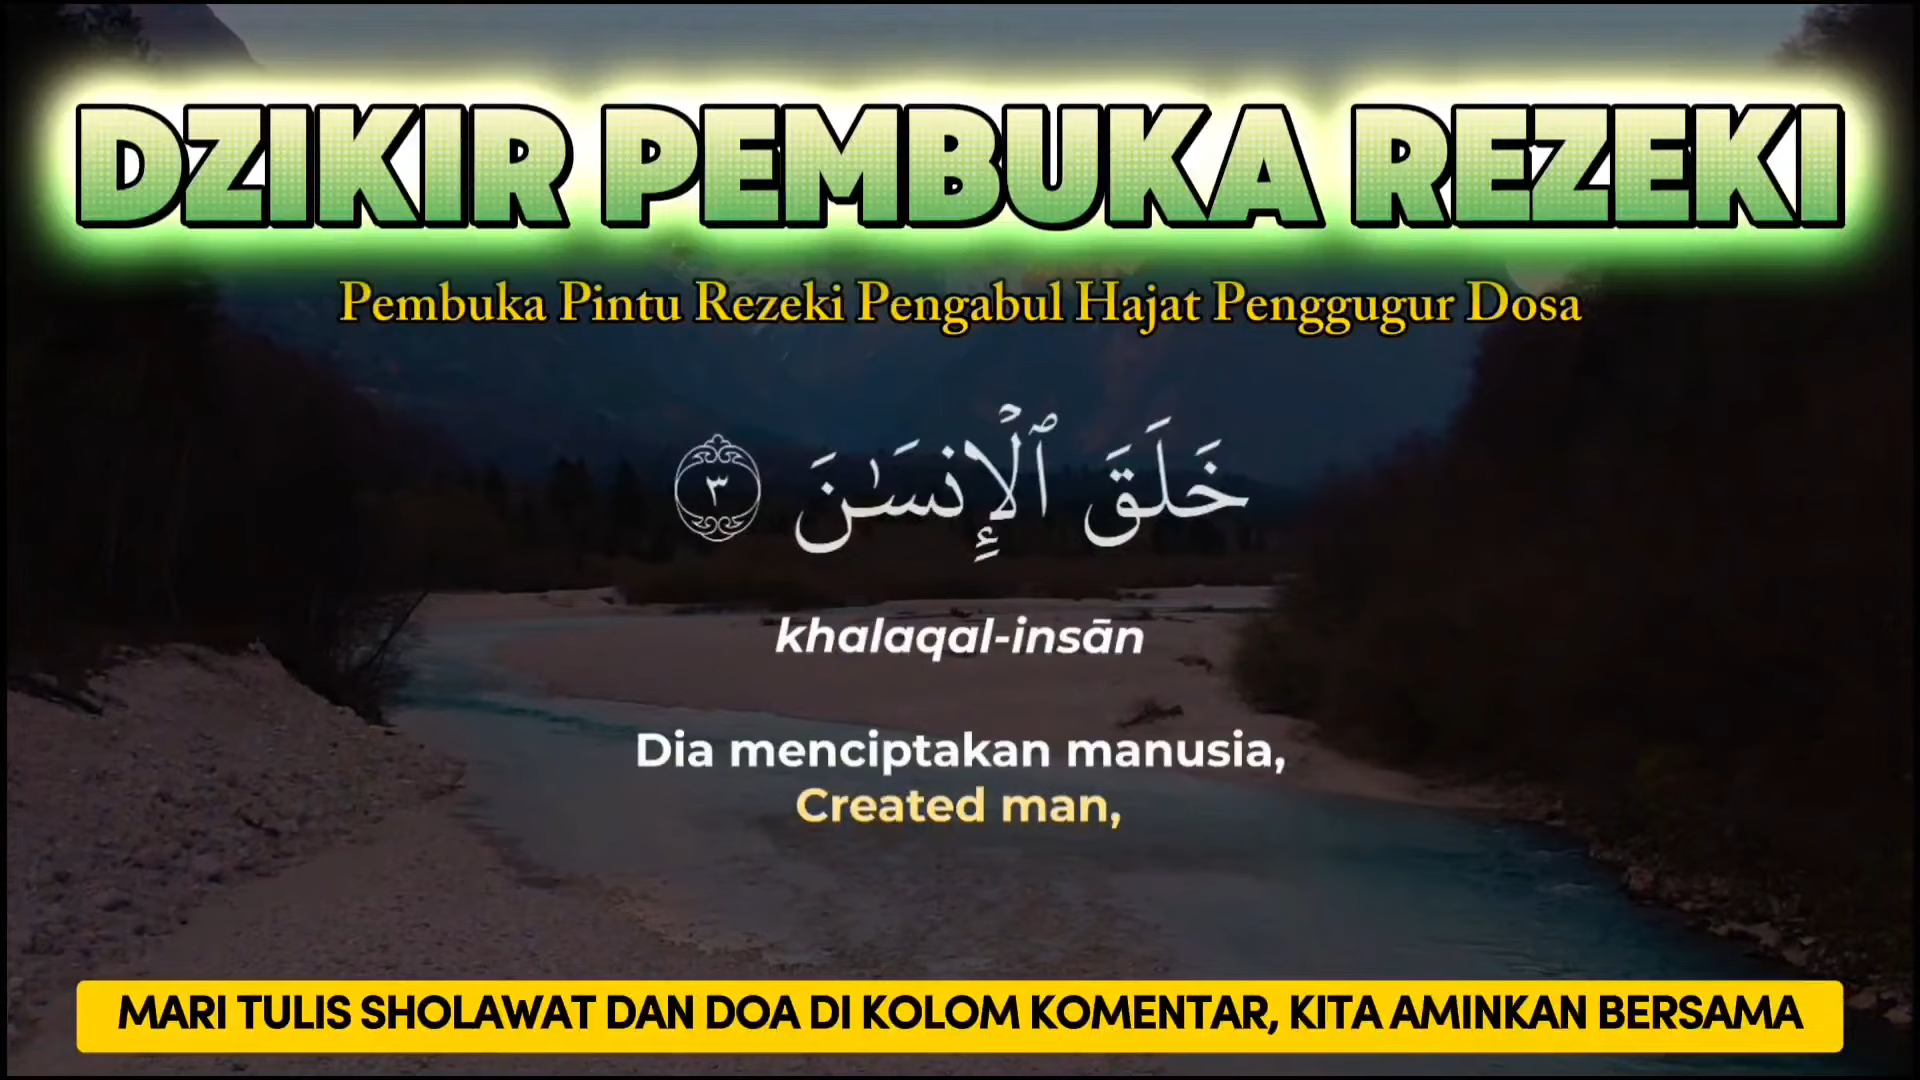 DZIKIR PEMBUKA REZEKI
Pembuka Pintu Rezeki Pengabul Hajat Penggugur Dosa
خَلَقَ ٱلْإِنسَـٰنَ ٣
khalaqal-insān
Dia menciptakan manusia,
Created man,
MARI TULIS SHOLAWAT DAN DOA DI KOLOM KOMENTAR, KITA AMINKAN BERSAMA